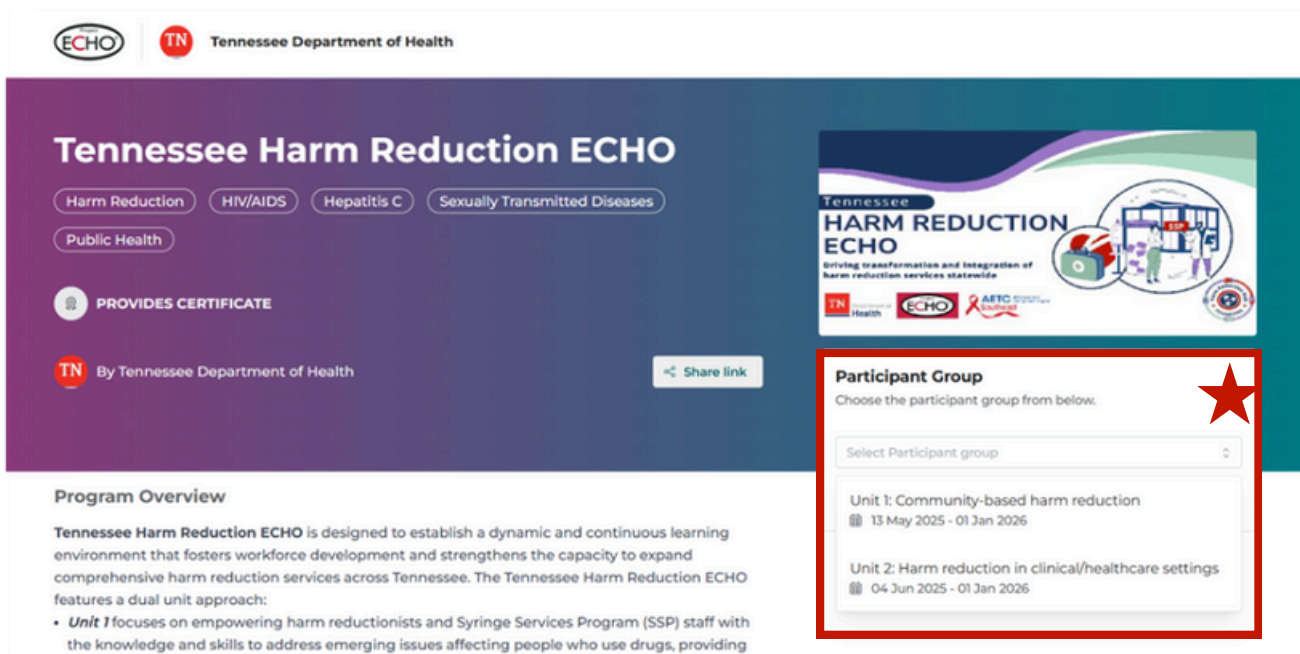 Project
ECHO
TN
Tennessee Department of Health
Tennessee Harm Reduction ECHO
Harm Reduction
HIV/AIDS
Hepatitis C
Sexually Transmitted Diseases
Public Health
PROVIDES CERTIFICATE
TN
By Tennessee Department of Health
Share link
Tennessee
HARM REDUCTION
ECHO
Driving transformation and integration of
harm reduction services statewide
SSP
TN
Department of
Health
ECHO
AETC
Southeast
Participant Group
Choose the participant group from below.
Select Participant group
Unit 1: Community-based harm reduction
13 May 2025 - 01 Jan 2026
Unit 2: Harm reduction in clinical/healthcare settings
04 Jun 2025 - 01 Jan 2026
Program Overview
Tennessee Harm Reduction ECHO is designed to establish a dynamic and continuous learning
environment that fosters workforce development and strengthens the capacity to expand
comprehensive harm reduction services across Tennessee. The Tennessee Harm Reduction ECHO
features a dual unit approach:
• Unit 1 focuses on empowering harm reductionists and Syringe Services Program (SSP) staff with
the knowledge and skills to address emerging issues affecting people who use drugs, providing